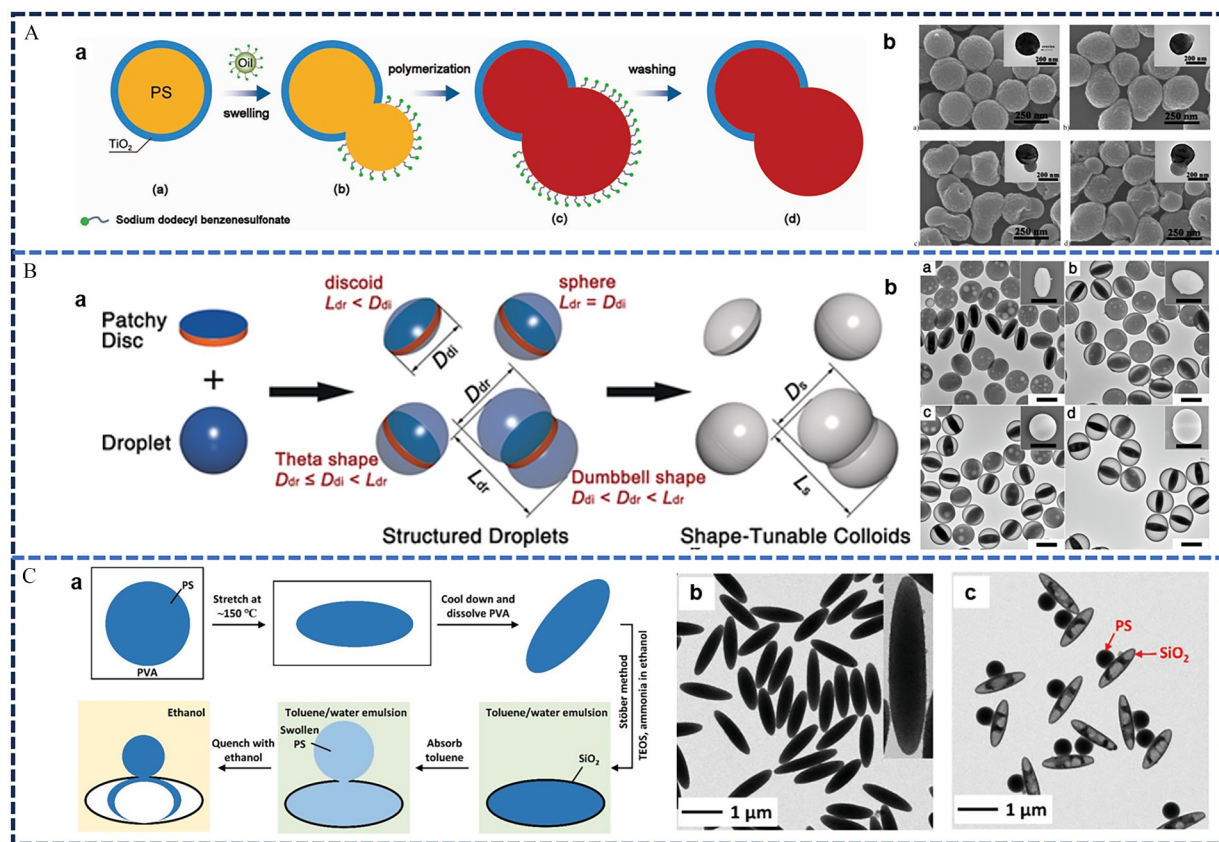 A
a
Oil
swelling
polymerization
washing
PS
TiO₂
(a)
(b)
(c)
(d)
Sodium dodecyl benzenesulfonate
b
200 nm
250 nm
a)
200 nm
250 nm
b)
200 nm
250 nm
c)
200 nm
250 nm
d)
B
a
Patchy
Disc
+
Droplet
discoid
Ldr < Ddi
sphere
Ldr = Ddi
Ddi
Ddr
Ldr
Theta shape
Ddr ≤ Ddi < Ldr
Dumbbell shape
Ddi < Ddr < Ldr
Structured Droplets
Ds
Ls
Shape-Tunable Colloids
b
a
b
c
d
C
a
PS
PVA
Stretch at
~150 °C
Cool down and
dissolve PVA
Stöber method
TEOS, ammonia in ethanol
Toluene/water emulsion
SiO₂
Absorb
toluene
Toluene/water emulsion
Swollen
PS
Quench with
ethanol
Ethanol
b
1 μm
c
PS
SiO₂
1 μm